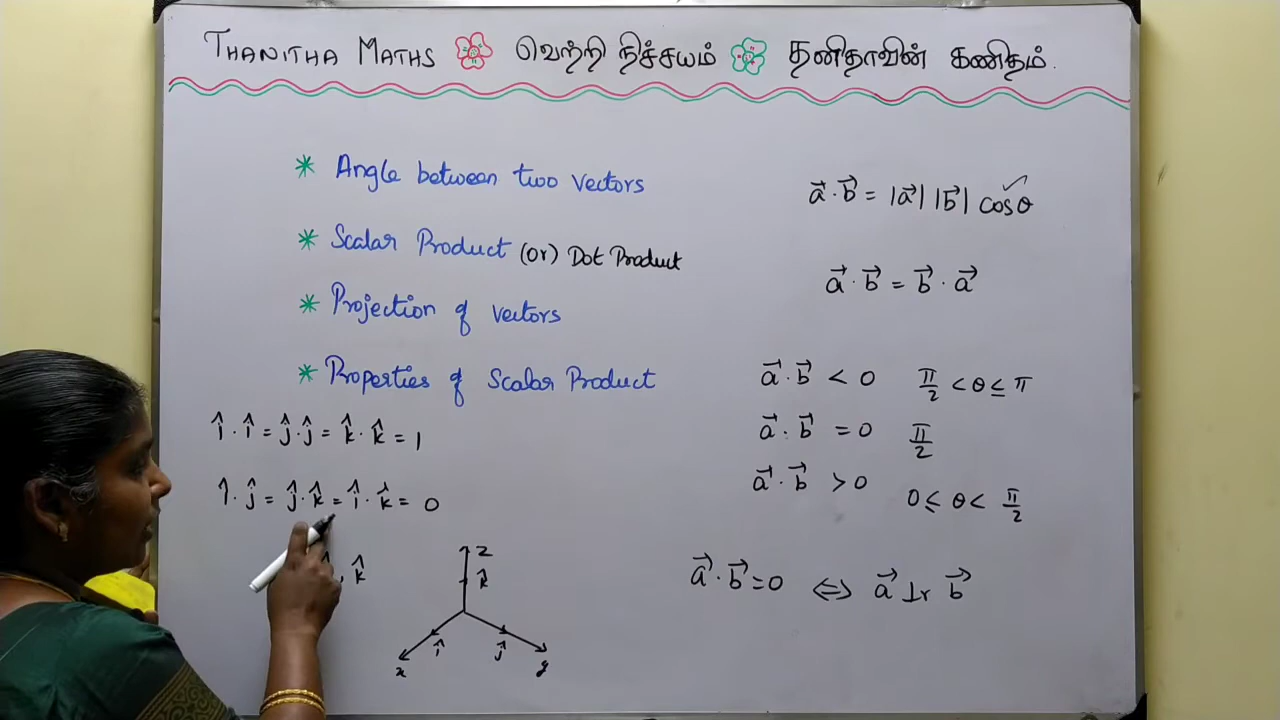 THANITHA MATHS வெற்றி நிச்சயம் தனிதாவின் கணிதம்.
* Angle between two vectors
* Scalar Product (or) Dot Product
* Projection of vectors
* Properties of Scalar Product
î · î = ĵ · ĵ = k̂ · k̂ = 1
î · ĵ = ĵ · k̂ = î · k̂ = 0
, k̂
z
k̂
î ĵ
x y
a⃗ · b⃗ = |a⃗| |b⃗| cosθ ✓
a⃗ · b⃗ = b⃗ · a⃗
a⃗ · b⃗ < 0 π/2 < θ ≤ π
a⃗ · b⃗ = 0 π/2
a⃗ · b⃗ > 0 0 ≤ θ < π/2
a⃗ · b⃗ = 0 ⇔ a⃗ ⊥r b⃗